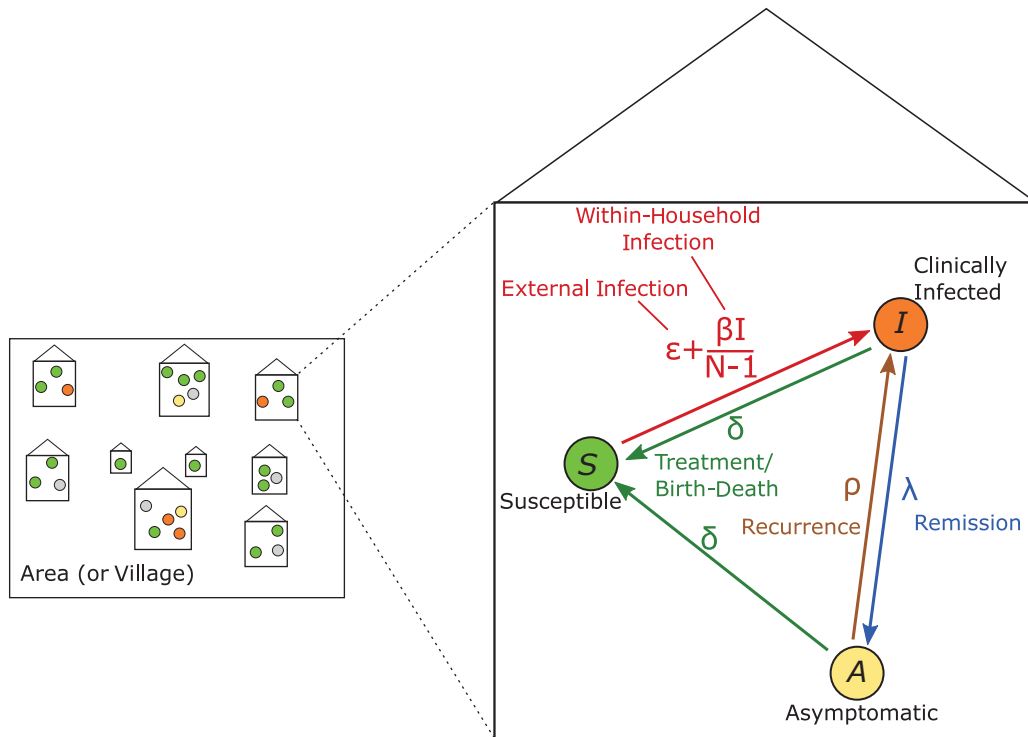 Within-Household
Infection
External Infection
Clinically
Infected
I
ε+βI/N-1
δ
Treatment/
Birth-Death
S
Susceptible
ρ
λ
Recurrence
Remission
δ
Area (or Village)
A
Asymptomatic